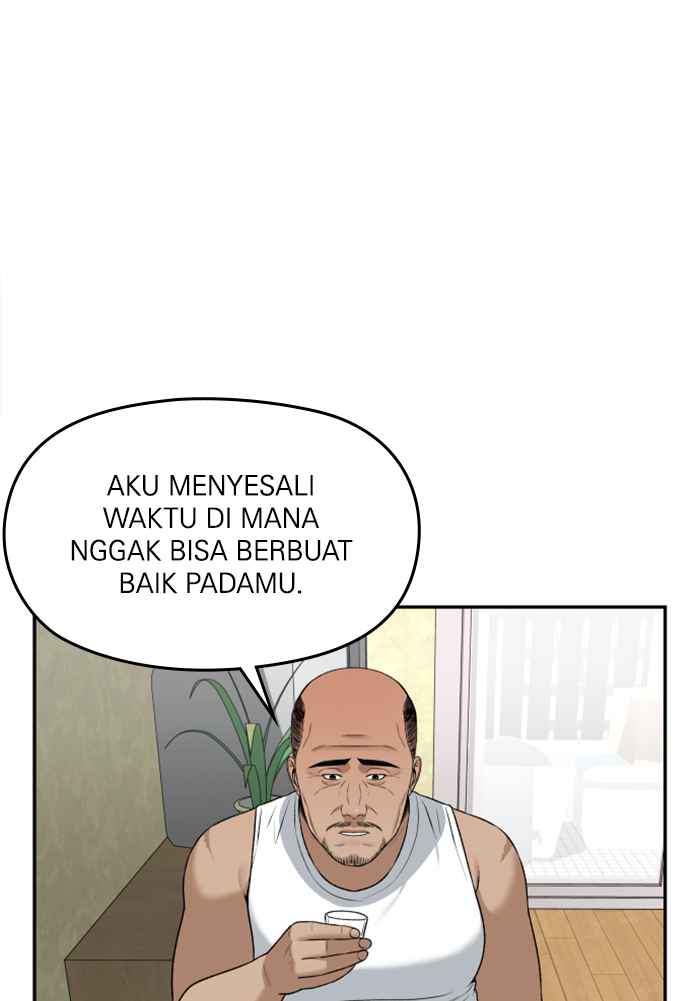 AKU MENYESALI
WAKTU DI MANA
NGGAK BISA BERBUAT
BAIK PADAMU.